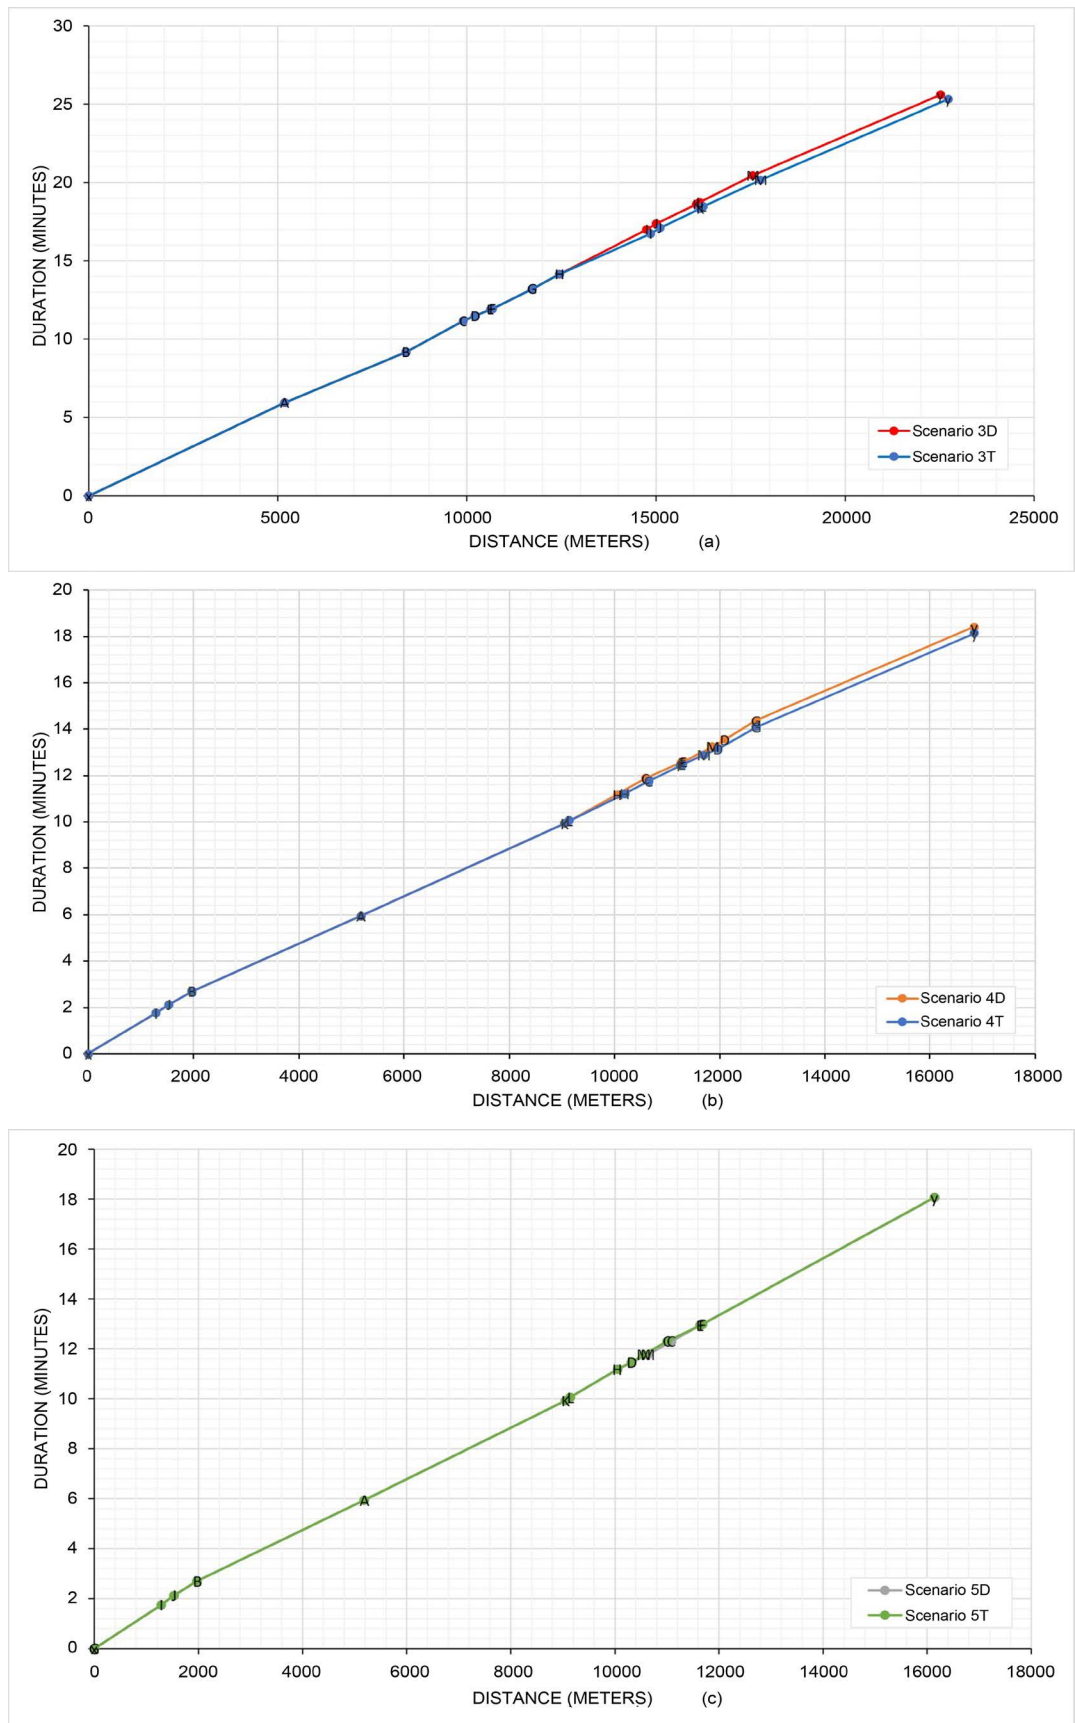 30
25
20
15
10
5
0
DURATION (MINUTES)
A
B
C
D
E
G
H
M
M
y
Scenario 3D
Scenario 3T
0
5000
10000
15000
20000
25000
DISTANCE (METERS) (a)
20
18
16
14
12
10
8
6
4
2
0
DURATION (MINUTES)
J
B
A
K
L
H
M
D
y
y
Scenario 4D
Scenario 4T
0
2000
4000
6000
8000
10000
12000
14000
16000
18000
DISTANCE (METERS) (b)
20
18
16
14
12
10
8
6
4
2
0
DURATION (MINUTES)
I
J
B
A
K
L
H
D
M
E
y
Scenario 5D
Scenario 5T
0
2000
4000
6000
8000
10000
12000
14000
16000
18000
DISTANCE (METERS) (c)